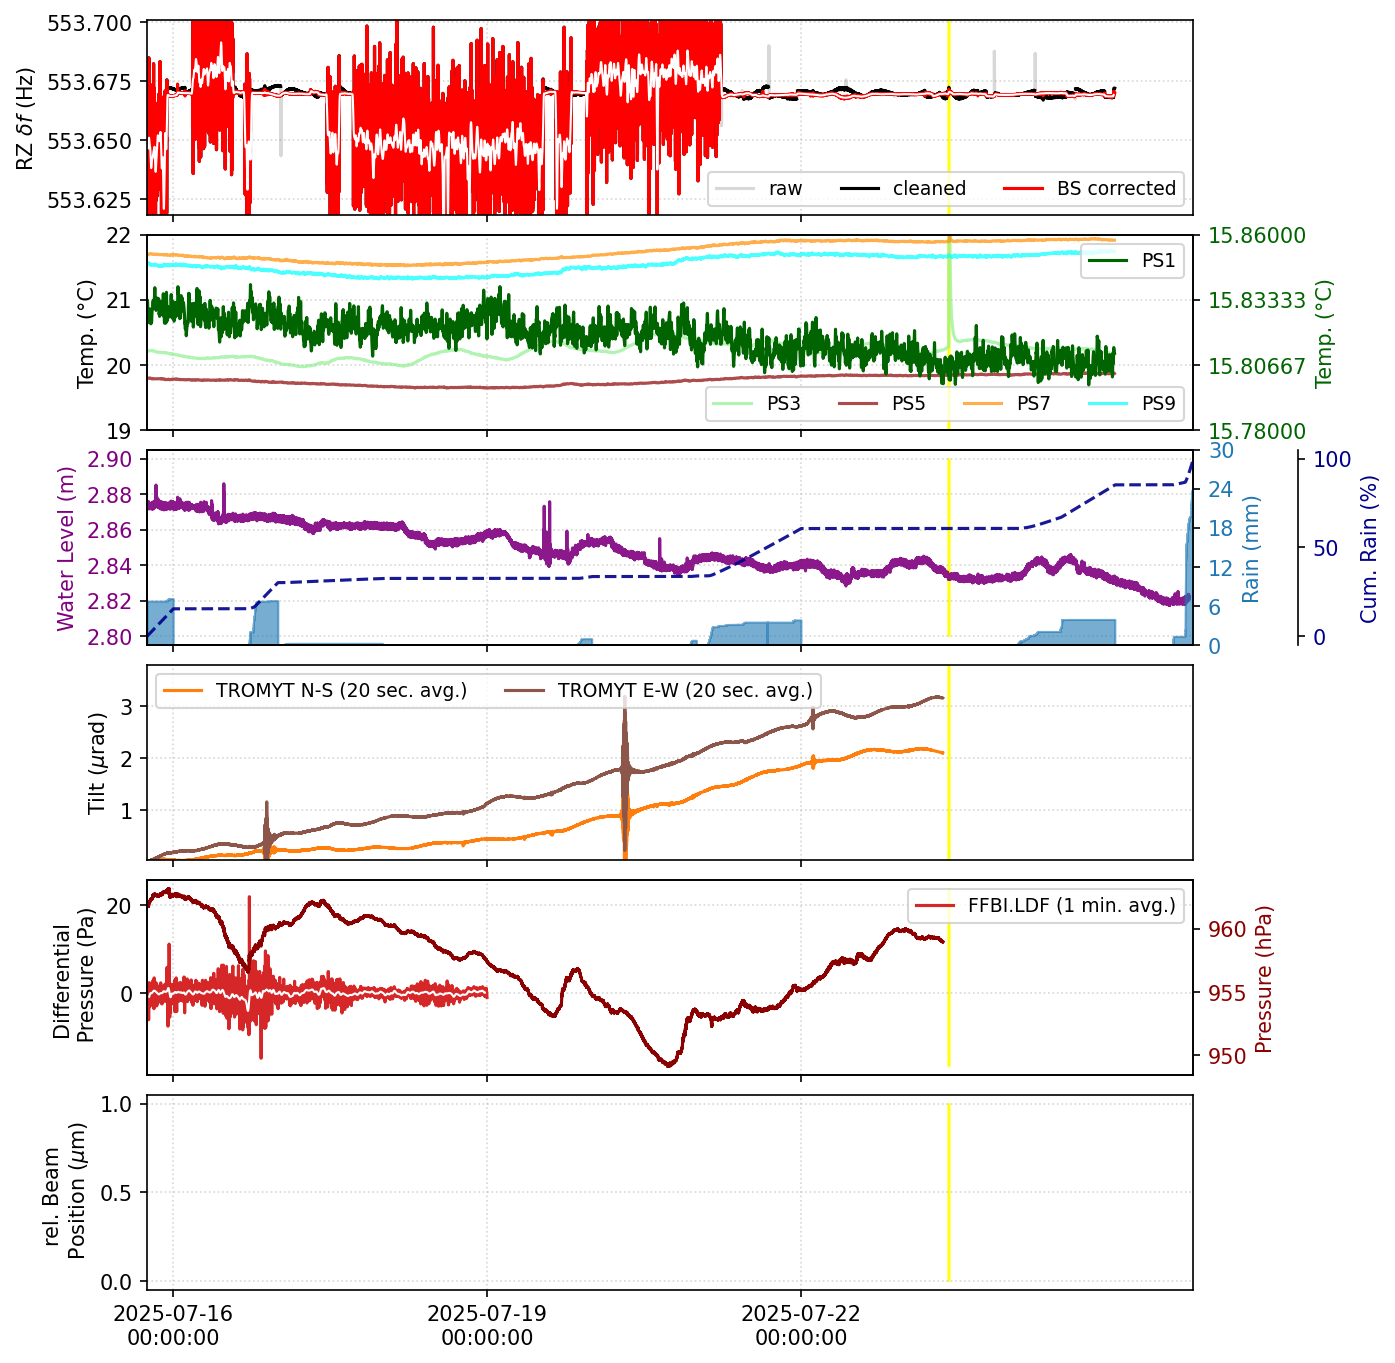 553.700
553.675
553.650
553.625
RZ δf (Hz)
raw
cleaned
BS corrected
22
21
20
19
Temp. (°C)
PS1
PS3
PS5
PS7
PS9
15.86000
15.83333
15.80667
15.78000
Temp. (°C)
2.90
2.88
2.86
2.84
2.82
2.80
Water Level (m)
30
24
18
12
6
0
Rain (mm)
100
50
0
Cum. Rain (%)
3
2
1
Tilt (μrad)
TROMYT N-S (20 sec. avg.)
TROMYT E-W (20 sec. avg.)
20
0
Differential
Pressure (Pa)
FFBI.LDF (1 min. avg.)
960
955
950
Pressure (hPa)
1.0
0.5
0.0
rel. Beam
Position (μm)
2025-07-16
00:00:00
2025-07-19
00:00:00
2025-07-22
00:00:00